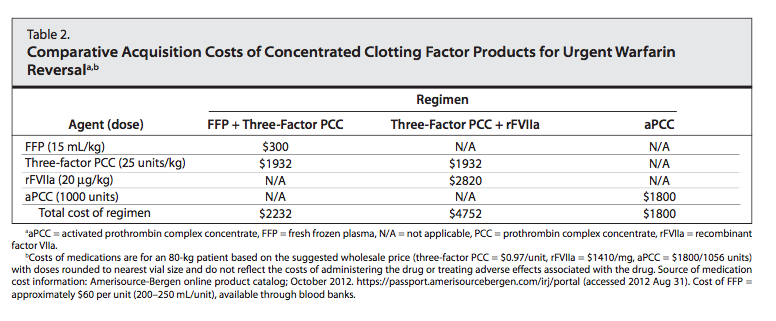 Table 2.
Comparative Acquisition Costs of Concentrated Clotting Factor Products for Urgent Warfarin
Reversalᵃ,ᵇ
Regimen
Agent (dose) FFP + Three-Factor PCC Three-Factor PCC + rFVIIa aPCC
FFP (15 mL/kg) $300 N/A N/A
Three-factor PCC (25 units/kg) $1932 $1932 N/A
rFVIIa (20 μg/kg) N/A $2820 N/A
aPCC (1000 units) N/A N/A $1800
Total cost of regimen $2232 $4752 $1800
ᵃaPCC = activated prothrombin complex concentrate, FFP = fresh frozen plasma, N/A = not applicable, PCC = prothrombin complex concentrate, rFVIIa = recombinant
factor VIIa.
ᵇCosts of medications are for an 80-kg patient based on the suggested wholesale price (three-factor PCC = $0.97/unit, rFVIIa = $1410/mg, aPCC = $1800/1056 units)
with doses rounded to nearest vial size and do not reflect the costs of administering the drug or treating adverse effects associated with the drug. Source of medication
cost information: Amerisource-Bergen online product catalog; October 2012. https://passport.amerisourcebergen.com/irj/portal (accessed 2012 Aug 31). Cost of FFP =
approximately $60 per unit (200–250 mL/unit), available through blood banks.